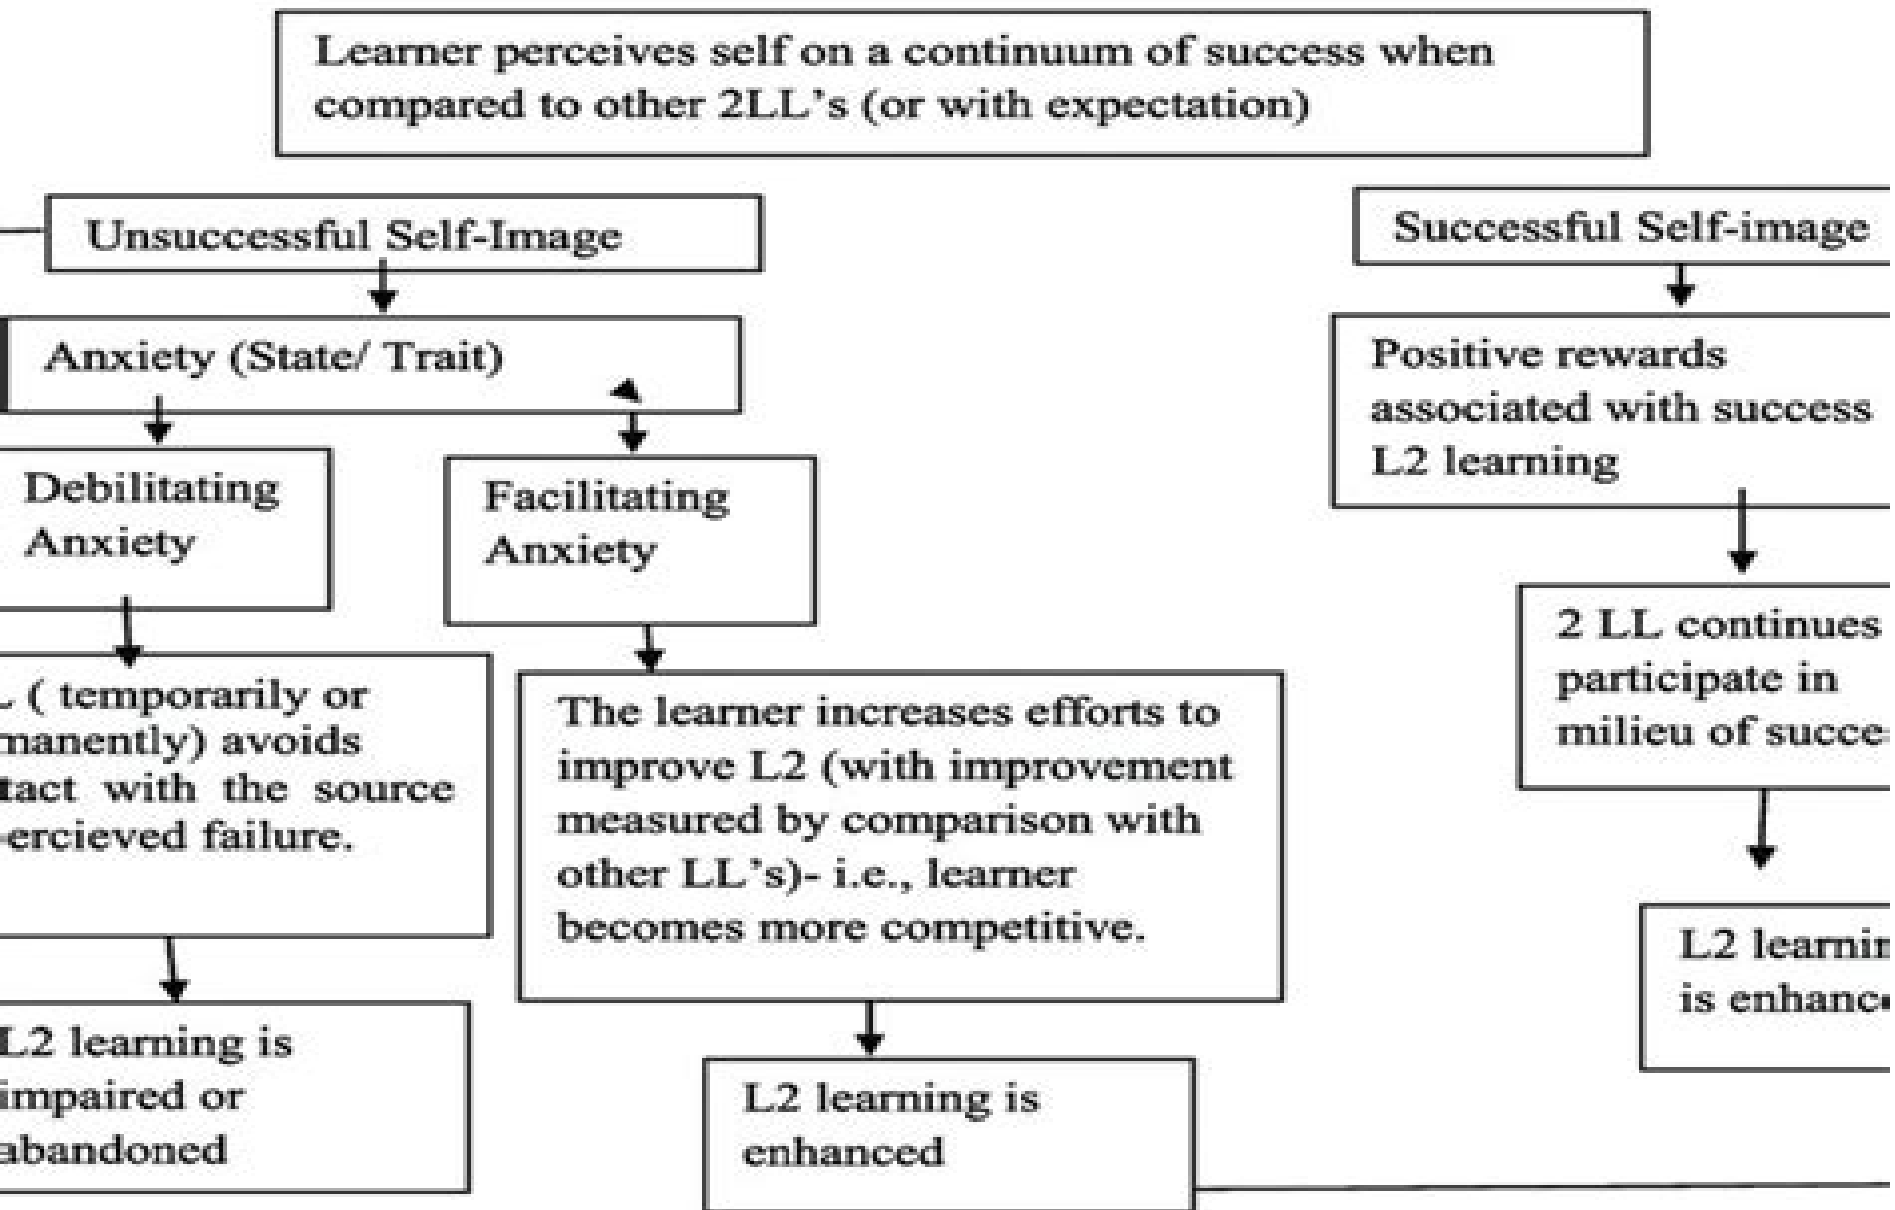 Learner perceives self on a continuum of success when
compared to other 2LL's (or with expectation)
Unsuccessful Self-Image
Successful Self-image
Anxiety (State/ Trait)
Positive rewards
associated with success
L2 learning
Debilitating
Anxiety
Facilitating
Anxiety
2 LL continues
participate in
milieu of
( temporarily or
avoids
with the source
failure.
The learner increases efforts to
improve L2 (with improvement
measured by comparison with
other LL's)- i.e., learner
becomes more competitive.
L2
is
L2 learning is
impaired or
abandoned
L2 learning is
enhanced